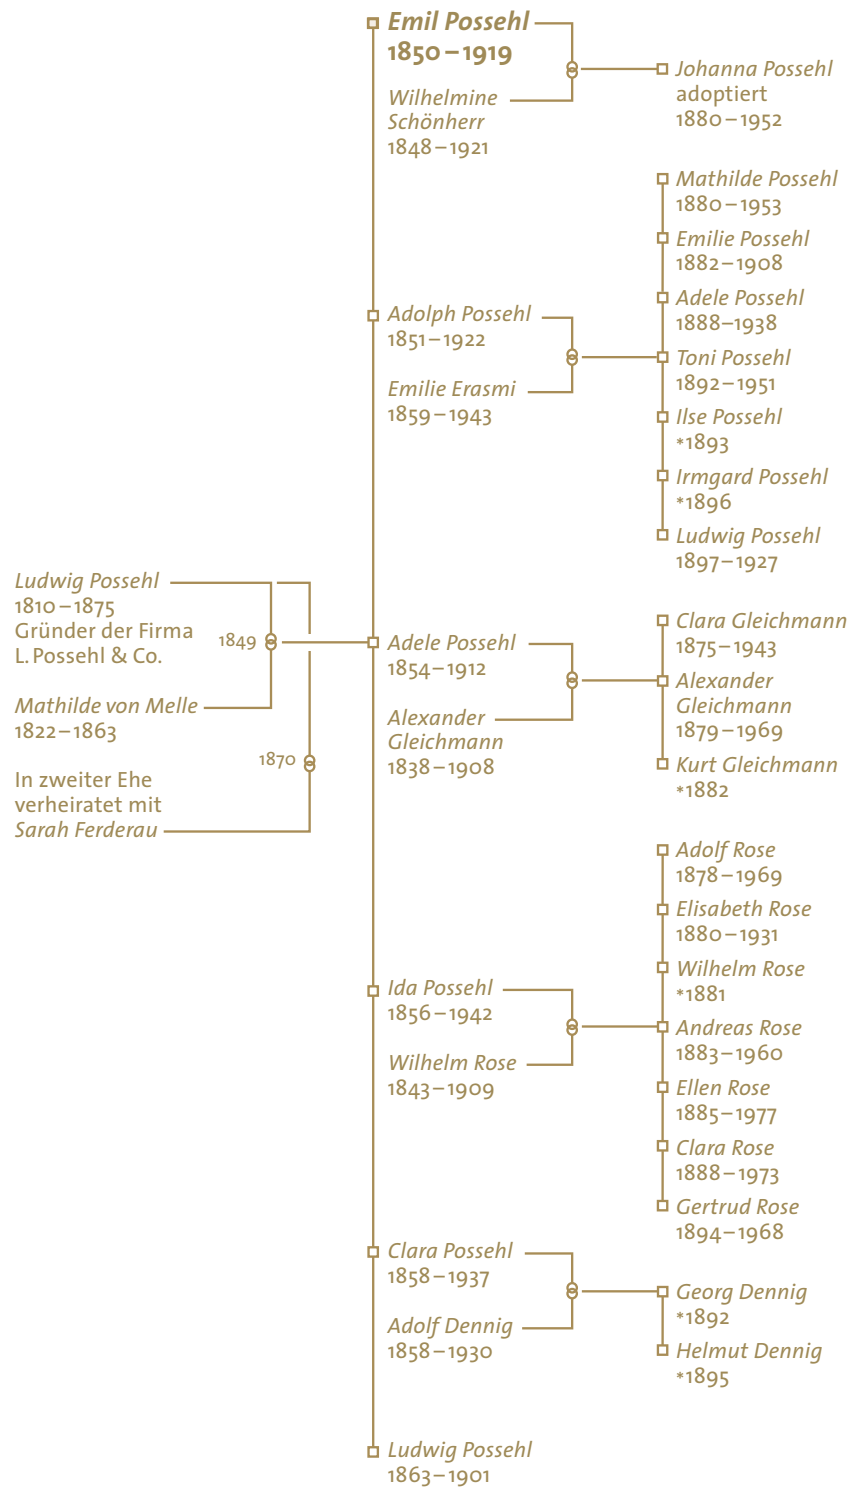 Emil Possehl
1850–1919
Wilhelmine
Schönherr
1848–1921
Johanna Possehl
adoptiert
1880–1952
Adolph Possehl
1851–1922
Emilie Erasmi
1859–1943
Mathilde Possehl
1880–1953
Emilie Possehl
1882–1908
Adele Possehl
1888–1938
Toni Possehl
1892–1951
Ilse Possehl
*1893
Irmgard Possehl
*1896
Ludwig Possehl
1897–1927
Ludwig Possehl
1810–1875
Gründer der Firma
L. Possehl & Co.
1849
Mathilde von Melle
1822–1863
1870
In zweiter Ehe
verheiratet mit
Sarah Ferderau
Adele Possehl
1854–1912
Alexander
Gleichmann
1838–1908
Clara Gleichmann
1875–1943
Alexander
Gleichmann
1879–1969
Kurt Gleichmann
*1882
Ida Possehl
1856–1942
Wilhelm Rose
1843–1909
Adolf Rose
1878–1969
Elisabeth Rose
1880–1931
Wilhelm Rose
*1881
Andreas Rose
1883–1960
Ellen Rose
1885–1977
Clara Rose
1888–1973
Gertrud Rose
1894–1968
Clara Possehl
1858–1937
Adolf Dennig
1858–1930
Georg Dennig
*1892
Helmut Dennig
*1895
Ludwig Possehl
1863–1901